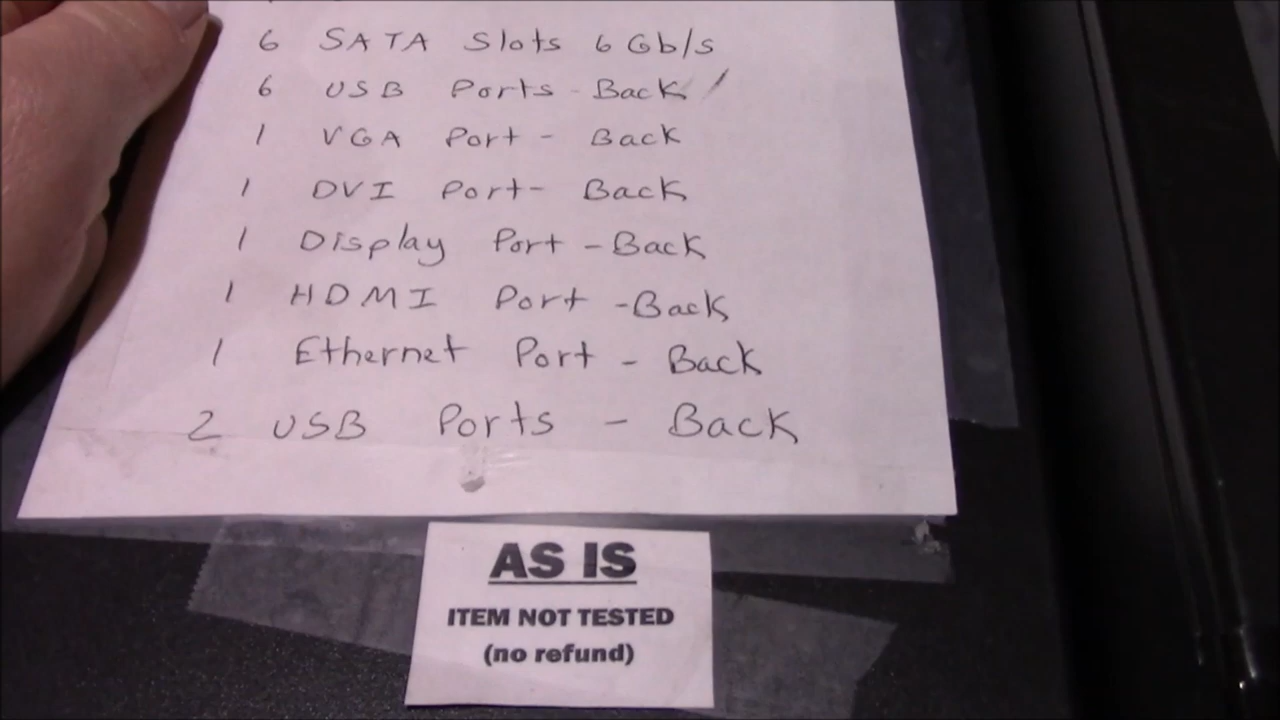 6 SATA Slots 6 Gb/s
6 USB Ports - Back
1 VGA Port - Back
1 DVI Port - Back
1 Display Port - Back
1 HDMI Port - Back
1 Ethernet Port - Back
2 USB Ports - Back
AS IS
ITEM NOT TESTED
(no refund)